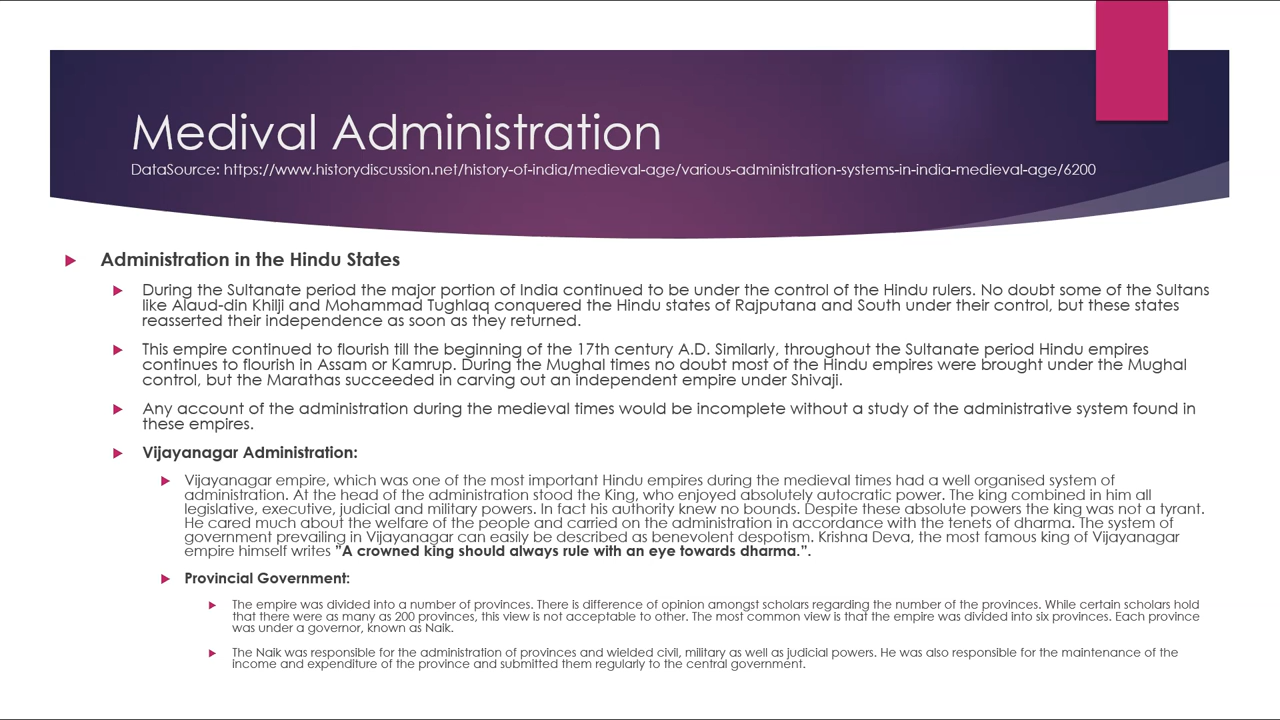 Medival Administration
DataSource: https://www.historydiscussion.net/history-of-india/medieval-age/various-administration-systems-in-india-medieval-age/6200
Administration in the Hindu States
During the Sultanate period the major portion of India continued to be under the control of the Hindu rulers. No doubt some of the Sultans
like Alaud-din Khilji and Mohammad Tughlaq conquered the Hindu states of Rajputana and South under their control, but these states
reasserted their independence as soon as they returned.
This empire continued to flourish till the beginning of the 17th century A.D. Similarly, throughout the Sultanate period Hindu empires
continues to flourish in Assam or Kamrup. During the Mughal times no doubt most of the Hindu empires were brought under the Mughal
control, but the Marathas succeeded in carving out an independent empire under Shivaji.
Any account of the administration during the medieval times would be incomplete without a study of the administrative system found in
these empires.
Vijayanagar Administration:
Vijayanagar empire, which was one of the most important Hindu empires during the medieval times had a well organised system of
administration. At the head of the administration stood the King, who enjoyed absolutely autocratic power. The king combined in him all
legislative, executive, judicial and military powers. In fact his authority knew no bounds. Despite these absolute powers the king was not a tyrant.
He cared much about the welfare of the people and carried on the administration in accordance with the tenets of dharma. The system of
government prevailing in Vijayanagar can easily be described as benevolent despotism. Krishna Deva, the most famous king of Vijayanagar
empire himself writes "A crowned king should always rule with an eye towards dharma.”.
Provincial Government:
The empire was divided into a number of provinces. There is difference of opinion amongst scholars regarding the number of the provinces. While certain scholars hold
that there were as many as 200 provinces, this view is not acceptable to other. The most common view is that the empire was divided into six provinces. Each province
was under a governor, known as Naik.
The Naik was responsible for the administration of provinces and wielded civil, military as well as judicial powers. He was also responsible for the maintenance of the
income and expenditure of the province and submitted them regularly to the central government.